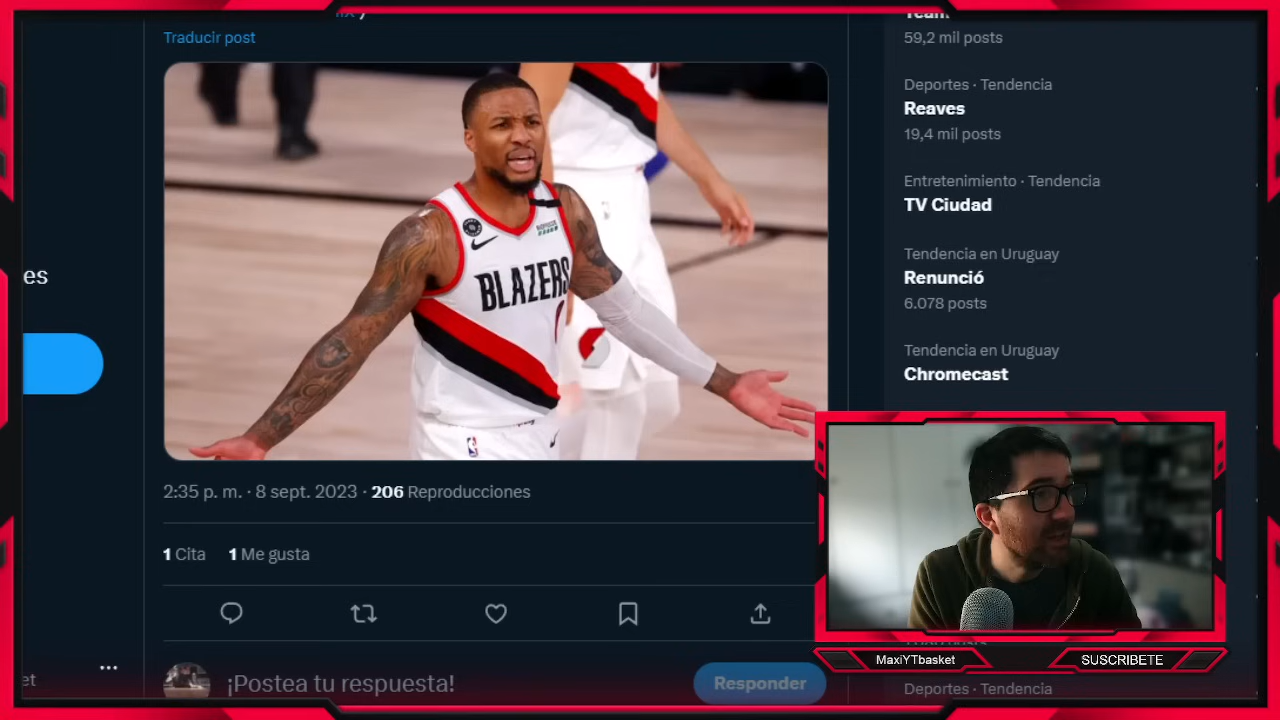 Traducir post
59,2 mil posts
Deportes · Tendencia
Reaves
19,4 mil posts
Entretenimiento · Tendencia
TV Ciudad
Tendencia en Uruguay
Renunció
6.078 posts
Tendencia en Uruguay
Chromecast
es
BLAZERS
2:35 p. m. · 8 sept. 2023 · 206 Reproducciones
1 Cita 1 Me gusta
et
¡Postea tu respuesta!
Responder
MaxiYTbasket
SUSCRIBETE
Deportes · Tendencia